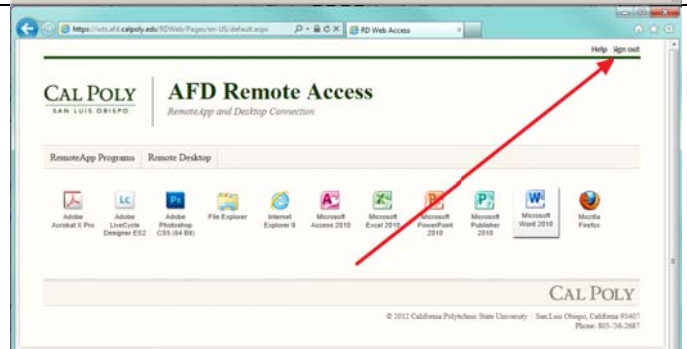 https://wts.afd.calpoly.edu/RDWeb/Pages/en-US/default.aspx
RD Web Access
Help Sign out
CAL POLY
SAN LUIS OBISPO
AFD Remote Access
RemoteApp and Desktop Connection
RemoteApp Programs Remote Desktop
Adobe Acrobat X Pro
Adobe LiveCycle Designer ES2
Adobe Photoshop CS5 (64 Bit)
File Explorer
Internet Explorer 9
Microsoft Access 2010
Microsoft Excel 2010
Microsoft PowerPoint 2010
Microsoft Publisher 2010
Microsoft Word 2010
Mozilla Firefox
CAL POLY
© 2012 California Polytechnic State University San Luis Obispo, California 93407
Phone: 805-756-2687